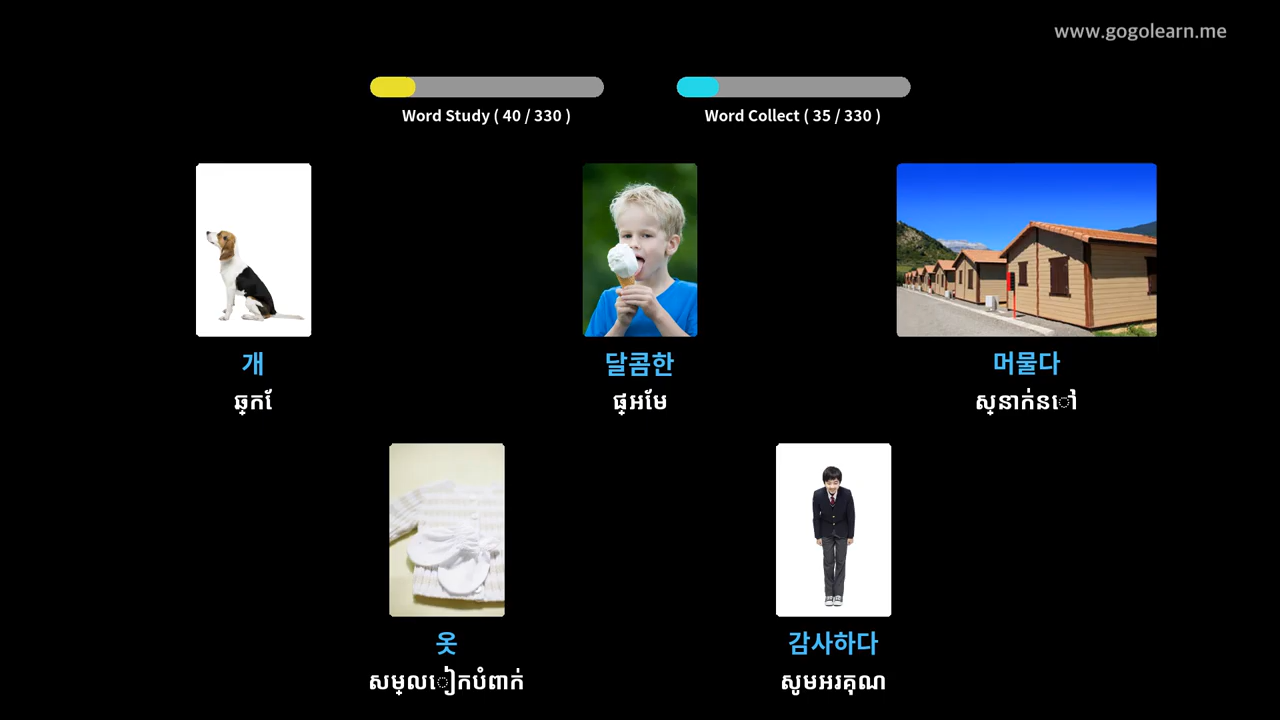 www.gogolearn.me
Word Study ( 40 / 330 )
Word Collect ( 35 / 330 )
개
ឆ្កែ
달콤한
ផ្អែម
머물다
ស្នាក់នៅ
옷
សម្លៀកបំពាក់
감사하다
សូមអរគុណ